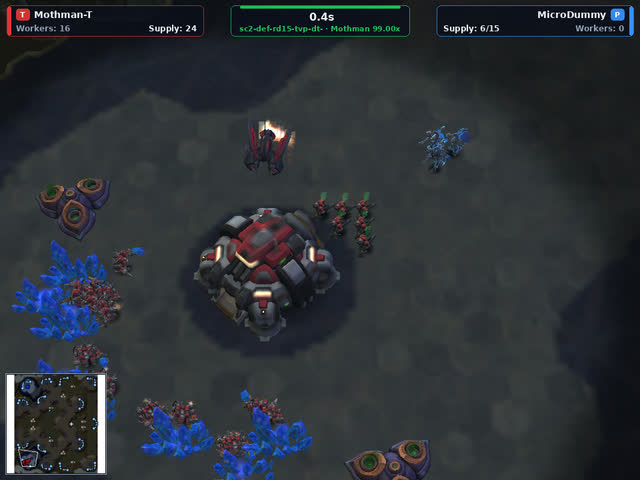 T Mothman-T
Workers: 16 Supply: 24
0.4s
sc2-def-rd15-tvp-dt- · Mothman 99.00x
MicroDummy P
Supply: 6/15 Workers: 0